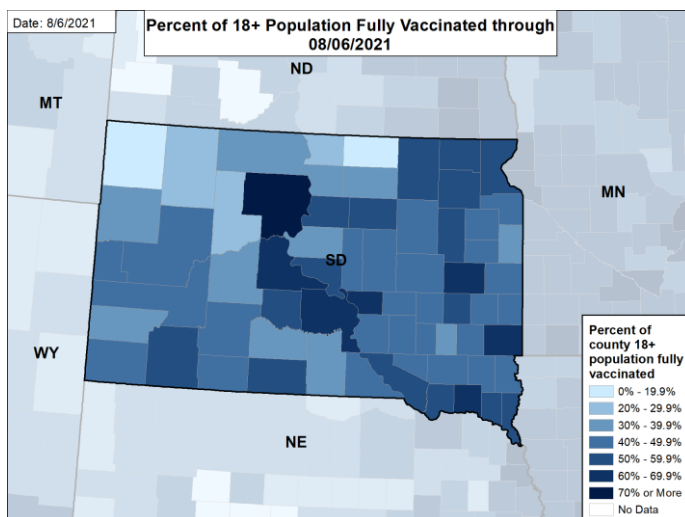 Date: 8/6/2021
Percent of 18+ Population Fully Vaccinated through
08/06/2021
ND
MT
MN
SD
WY
NE
Percent of
county 18+
population fully
vaccinated
0% - 19.9%
20% - 29.9%
30% - 39.9%
40% - 49.9%
50% - 59.9%
60% - 69.9%
70% or More
No Data